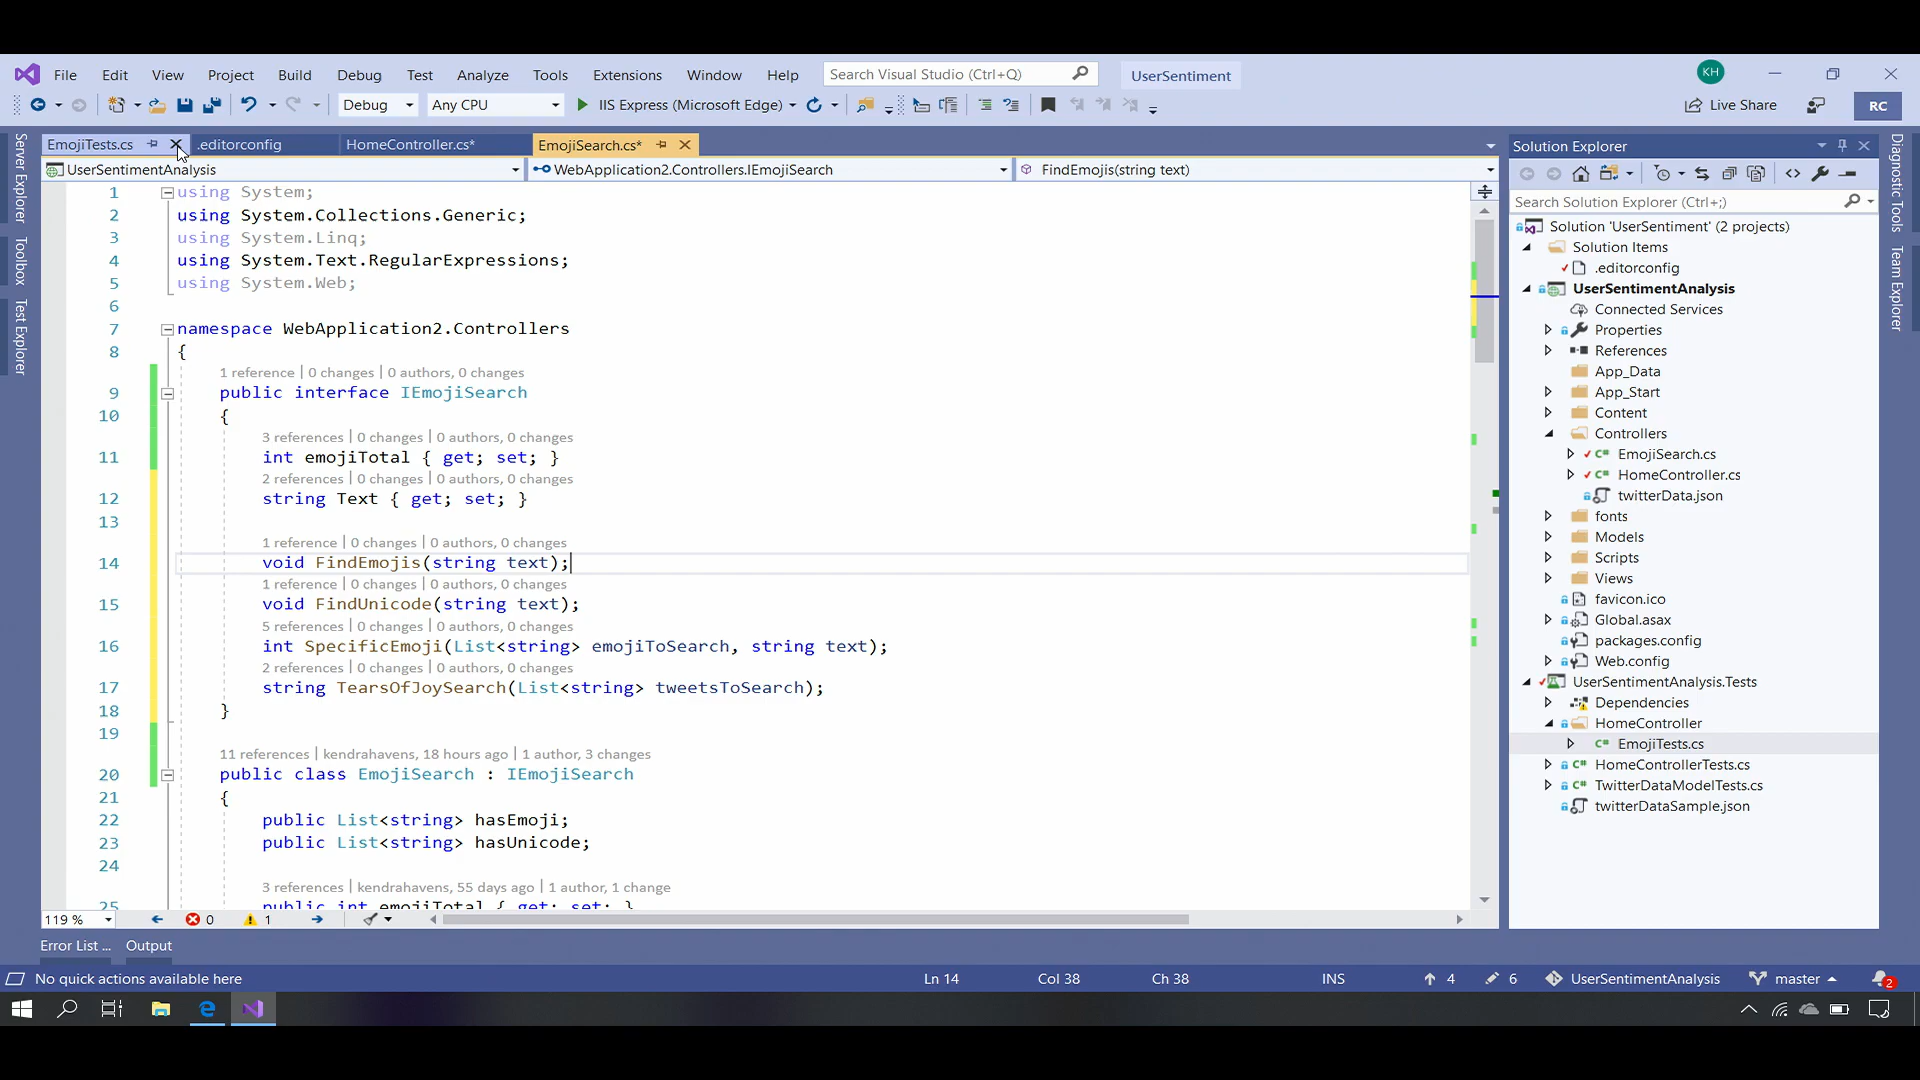 File Edit View Project Build Debug Test Analyze Tools Extensions Window Help Search Visual Studio (Ctrl+Q) UserSentiment KH
Debug Any CPU IIS Express (Microsoft Edge) Live Share RC
EmojiTests.cs .editorconfig HomeController.cs* EmojiSearch.cs*
UserSentimentAnalysis WebApplication2.Controllers.IEmojiSearch FindEmojis(string text)
Server Explorer
Toolbox
Test Explorer
1 using System;
2 using System.Collections.Generic;
3 using System.Linq;
4 using System.Text.RegularExpressions;
5 using System.Web;
6
7 namespace WebApplication2.Controllers
8 {
1 reference | 0 changes | 0 authors, 0 changes
9 public interface IEmojiSearch
10 {
3 references | 0 changes | 0 authors, 0 changes
11 int emojiTotal { get; set; }
2 references | 0 changes | 0 authors, 0 changes
12 string Text { get; set; }
13
1 reference | 0 changes | 0 authors, 0 changes
14 void FindEmojis(string text);
1 reference | 0 changes | 0 authors, 0 changes
15 void FindUnicode(string text);
5 references | 0 changes | 0 authors, 0 changes
16 int SpecificEmoji(List<string> emojiToSearch, string text);
2 references | 0 changes | 0 authors, 0 changes
17 string TearsOfJoySearch(List<string> tweetsToSearch);
18 }
19
11 references | kendrahavens, 18 hours ago | 1 author, 3 changes
20 public class EmojiSearch : IEmojiSearch
21 {
22 public List<string> hasEmoji;
23 public List<string> hasUnicode;
24
3 references | kendrahavens, 55 days ago | 1 author, 1 change
25 public int emojiTotal { get; set; }
119 % 0 1
Solution Explorer
Search Solution Explorer (Ctrl+;)
Solution 'UserSentiment' (2 projects)
Solution Items
.editorconfig
UserSentimentAnalysis
Connected Services
Properties
References
App_Data
App_Start
Content
Controllers
EmojiSearch.cs
HomeController.cs
twitterData.json
fonts
Models
Scripts
Views
favicon.ico
Global.asax
packages.config
Web.config
UserSentimentAnalysis.Tests
Dependencies
HomeController
EmojiTests.cs
HomeControllerTests.cs
TwitterDataModelTests.cs
twitterDataSample.json
Diagnostic Tools
Team Explorer
Error List ... Output
No quick actions available here Ln 14 Col 38 Ch 38 INS 4 6 UserSentimentAnalysis master 2